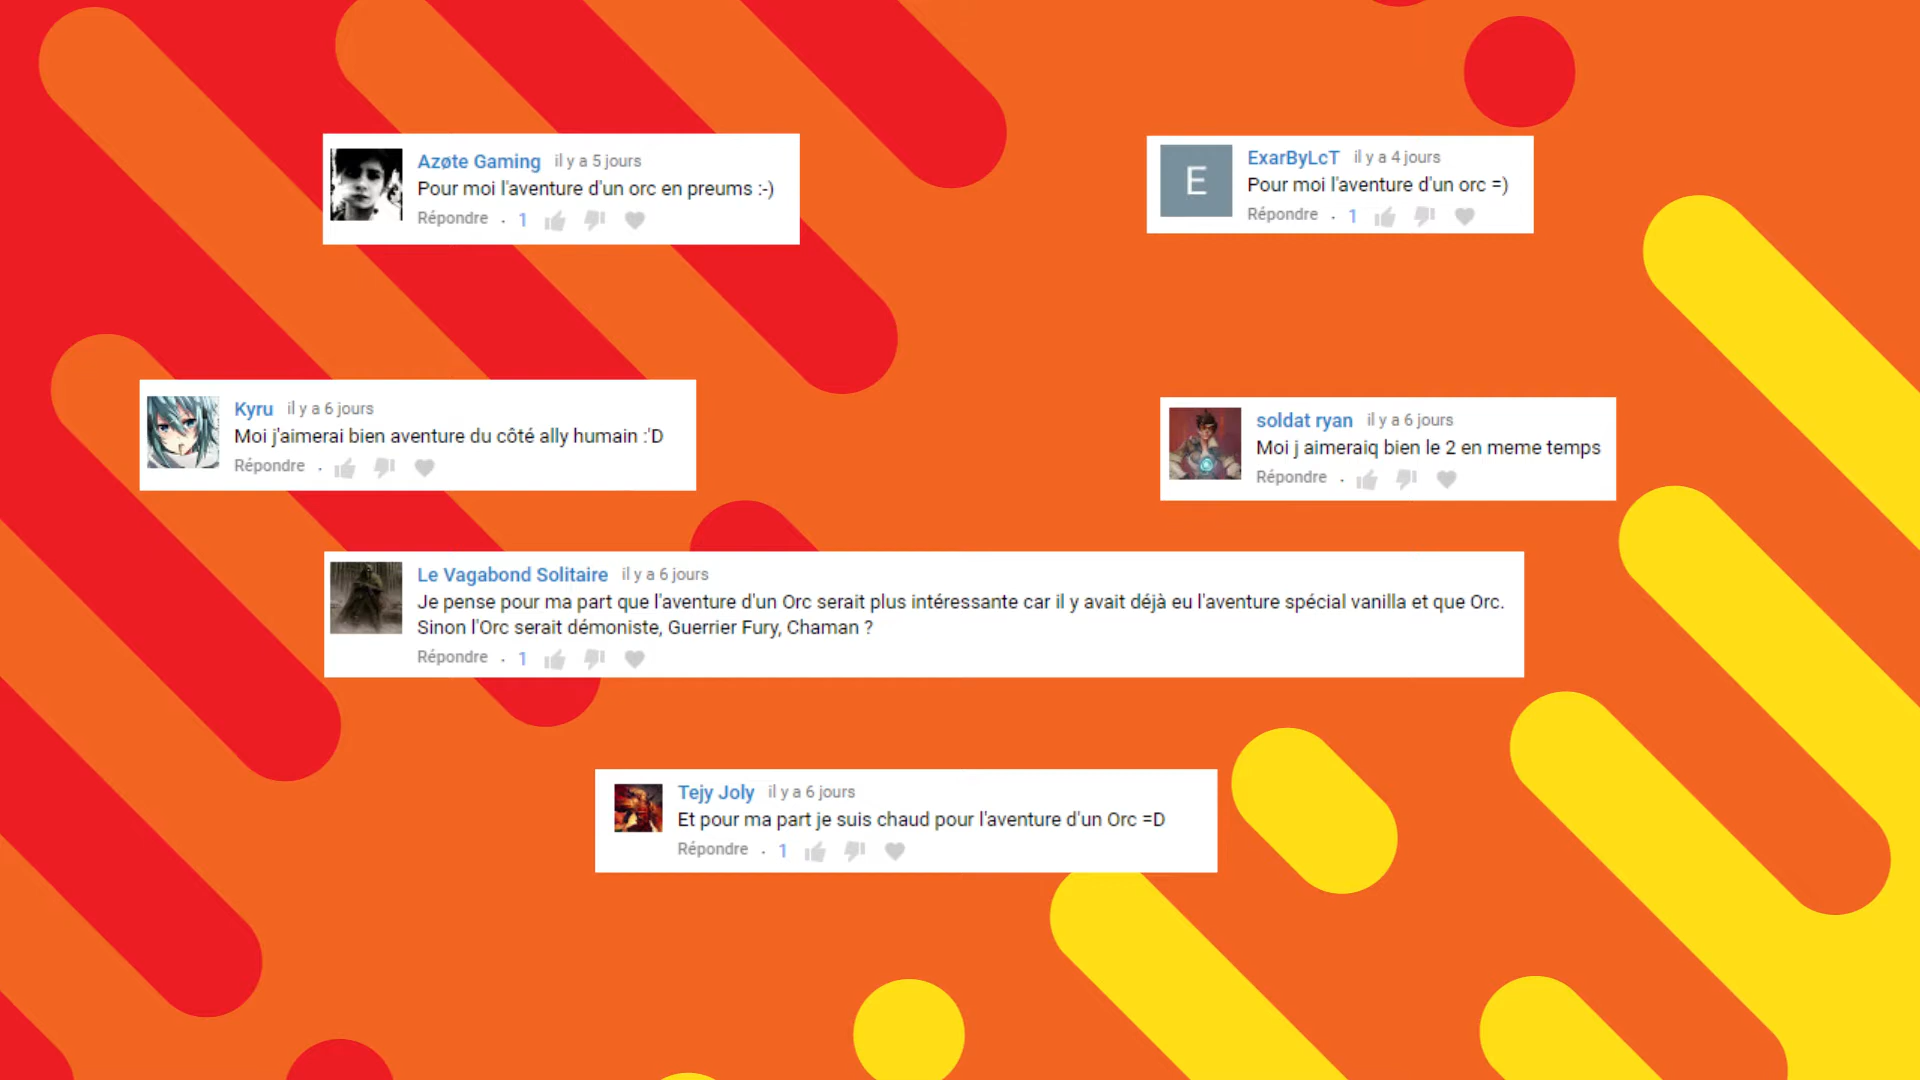 Azøte Gaming il y a 5 jours
Pour moi l'aventure d'un orc en preums :-)
Répondre . 1
E
ExarByLcT il y a 4 jours
Pour moi l'aventure d'un orc =)
Répondre . 1
Kyru il y a 6 jours
Moi j'aimerai bien aventure du côté ally humain :'D
Répondre .
soldat ryan il y a 6 jours
Moi j aimeraiq bien le 2 en meme temps
Répondre .
Le Vagabond Solitaire il y a 6 jours
Je pense pour ma part que l'aventure d'un Orc serait plus intéressante car il y avait déjà eu l'aventure spécial vanilla et que Orc.
Sinon l'Orc serait démoniste, Guerrier Fury, Chaman ?
Répondre . 1
Tejy Joly il y a 6 jours
Et pour ma part je suis chaud pour l'aventure d'un Orc =D
Répondre . 1